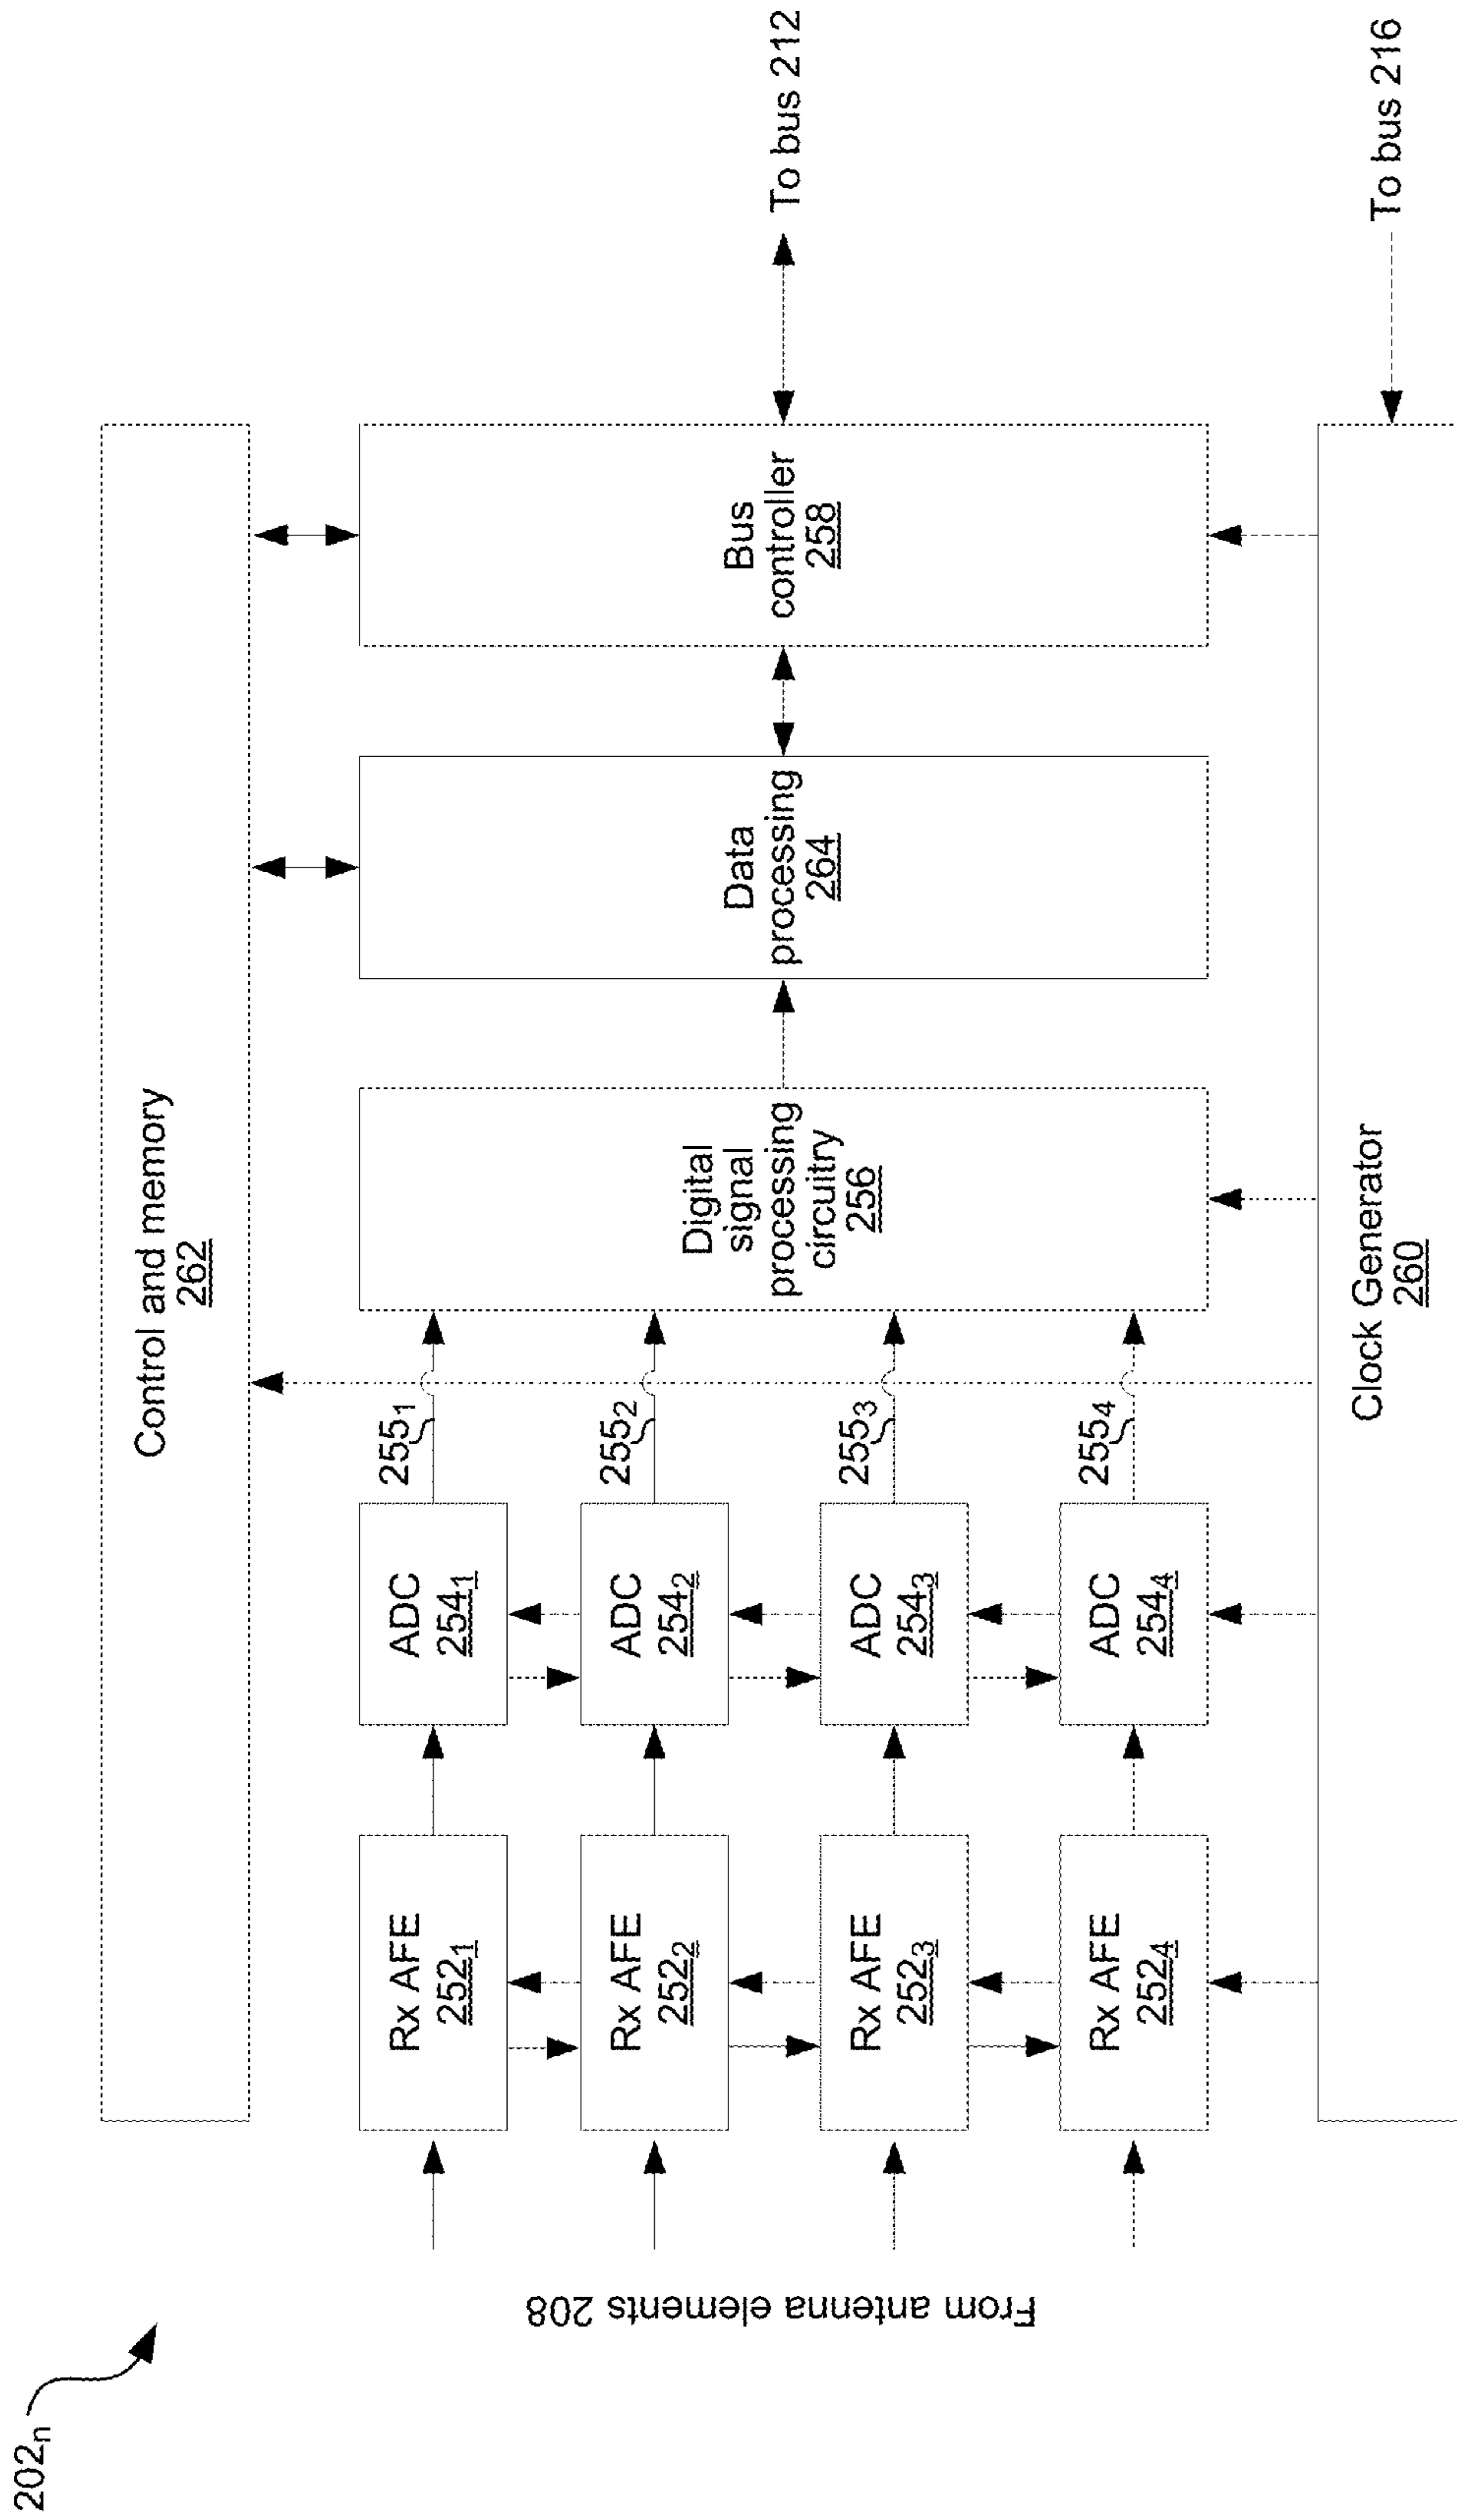 202n
Control and memory
262
From antenna elements 208
Rx AFE
252₁
ADC
254₁
255₁
Rx AFE
252₂
ADC
254₂
255₂
Rx AFE
252₃
ADC
254₃
255₃
Rx AFE
252₄
ADC
254₄
255₄
Digital
signal
processing
circuitry
256
Data
processing
264
Bus
controller
258
To bus 212
Clock Generator
260
To bus 216